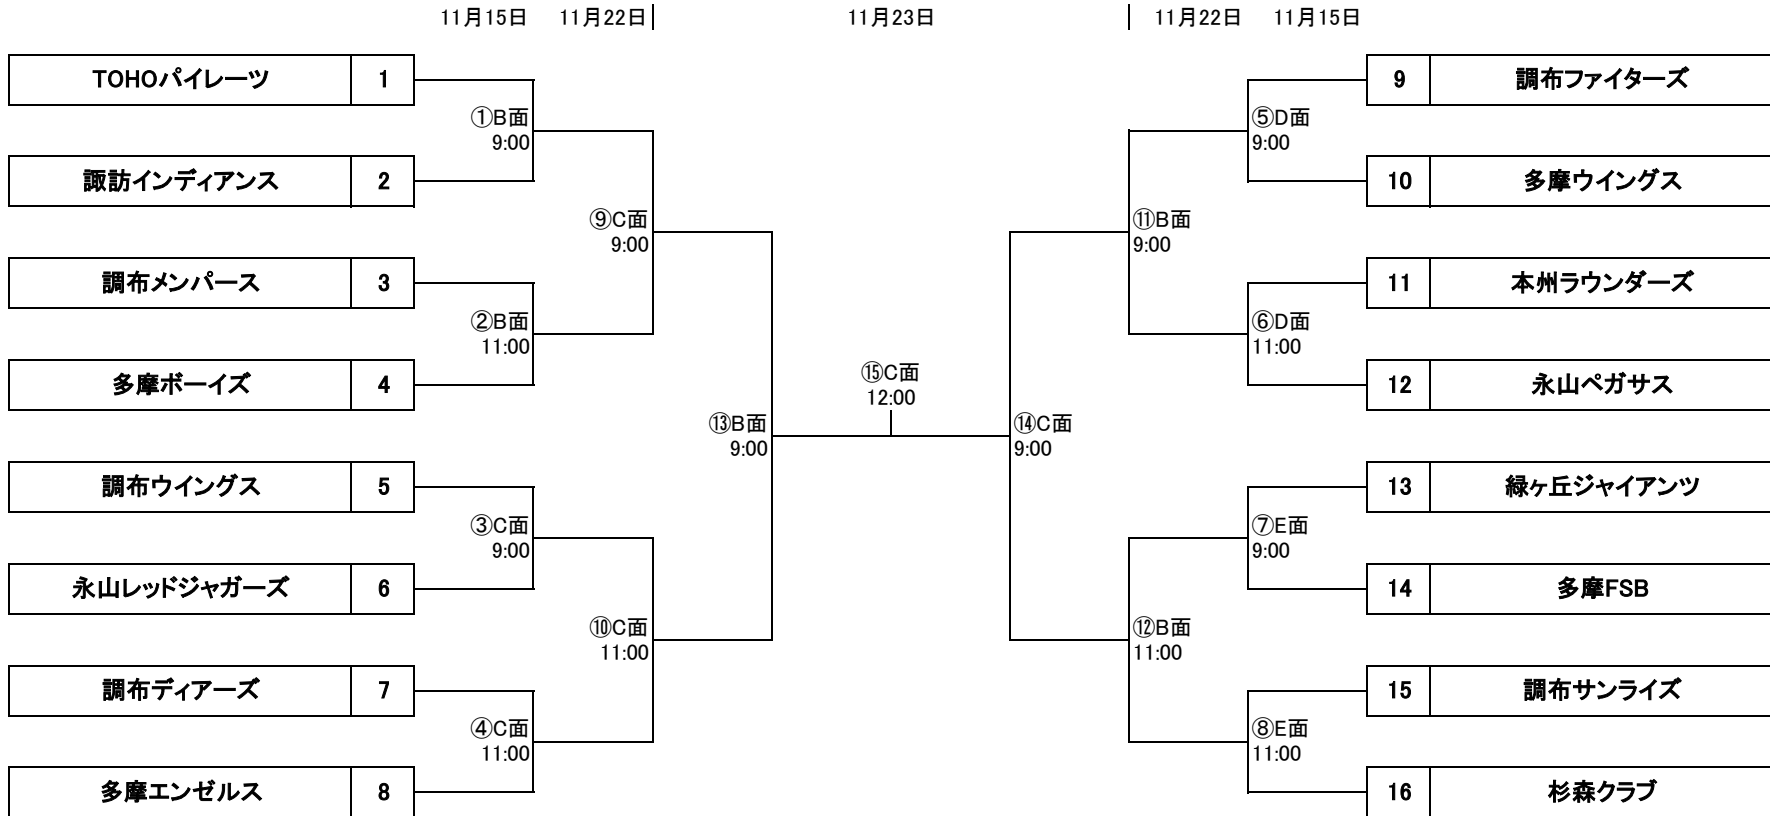 11月15日 11月22日 11月23日 11月22日 11月15日
TOHOパイレーツ 1
9 調布ファイターズ
①B面
9:00
⑤D面
9:00
諏訪インディアンス 2
10 多摩ウイングス
⑨C面
9:00
⑪B面
9:00
調布メンパース 3
11 本州ラウンダーズ
②B面
11:00
⑥D面
11:00
多摩ボーイズ 4
12 永山ペガサス
⑮C面
12:00
⑬B面
9:00
⑭C面
9:00
調布ウイングス 5
13 緑ヶ丘ジャイアンツ
③C面
9:00
⑦E面
9:00
永山レッドジャガーズ 6
14 多摩FSB
⑩C面
11:00
⑫B面
11:00
調布ディアーズ 7
15 調布サンライズ
④C面
11:00
⑧E面
11:00
多摩エンゼルス 8
16 杉森クラブ